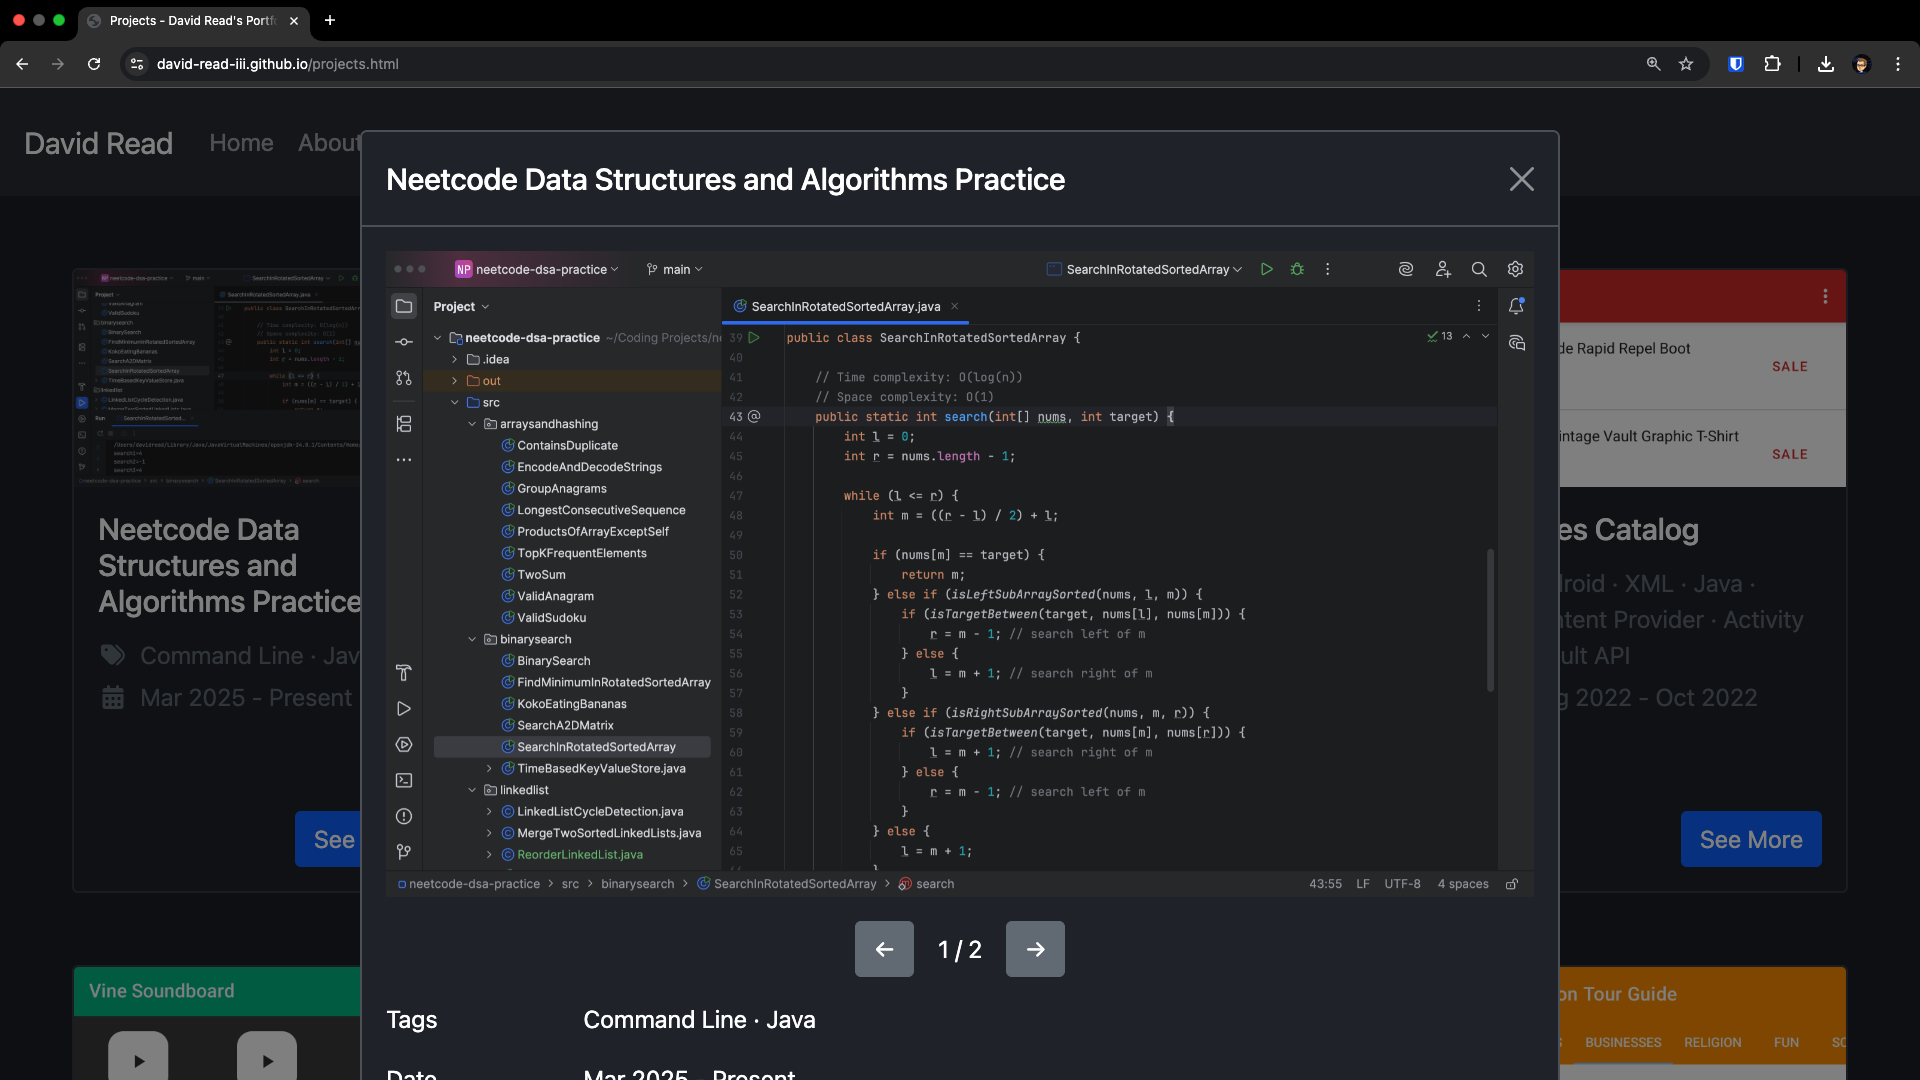 Projects - David Read's Portf
david-read-iii.github.io/projects.html
David Read
Home
About
Neetcode Data Structures and Algorithms Practice
NP neetcode-dsa-practice
main
SearchInRotatedSortedArray
Project
SearchInRotatedSortedArray.java
neetcode-dsa-practice ~/Coding Projects/ne
.idea
out
src
arraysandhashing
ContainsDuplicate
EncodeAndDecodeStrings
GroupAnagrams
LongestConsecutiveSequence
ProductsOfArrayExceptSelf
TopKFrequentElements
TwoSum
ValidAnagram
ValidSudoku
binarysearch
BinarySearch
FindMinimumInRotatedSortedArray
KokoEatingBananas
SearchA2DMatrix
SearchInRotatedSortedArray
TimeBasedKeyValueStore.java
linkedlist
LinkedListCycleDetection.java
MergeTwoSortedLinkedLists.java
ReorderLinkedList.java
13
39 public class SearchInRotatedSortedArray {
40
41 // Time complexity: O(log(n))
42 // Space complexity: O(1)
43 @ public static int search(int[] nums, int target) {
44 int l = 0;
45 int r = nums.length - 1;
46
47 while (l <= r) {
48 int m = ((r - l) / 2) + l;
49
50 if (nums[m] == target) {
51 return m;
52 } else if (isLeftSubArraySorted(nums, l, m)) {
53 if (isTargetBetween(target, nums[l], nums[m])) {
54 r = m - 1; // search left of m
55 } else {
56 l = m + 1; // search right of m
57 }
58 } else if (isRightSubArraySorted(nums, m, r)) {
59 if (isTargetBetween(target, nums[m], nums[r])) {
60 l = m + 1; // search right of m
61 } else {
62 r = m - 1; // search left of m
63 }
64 } else {
65 l = m + 1;
neetcode-dsa-practice > src > binarysearch > SearchInRotatedSortedArray > search
43:55 LF UTF-8 4 spaces
1 / 2
Tags
Command Line · Java
Date
Mar 2025 - Present
Neetcode Data
Structures and
Algorithms Practice
Command Line · Jav
Mar 2025 - Present
See
Vine Soundboard
de Rapid Repel Boot
SALE
intage Vault Graphic T-Shirt
SALE
es Catalog
droid · XML · Java ·
ntent Provider · Activity
ult API
g 2022 - Oct 2022
See More
on Tour Guide
BUSINESSES
RELIGION
FUN
SC